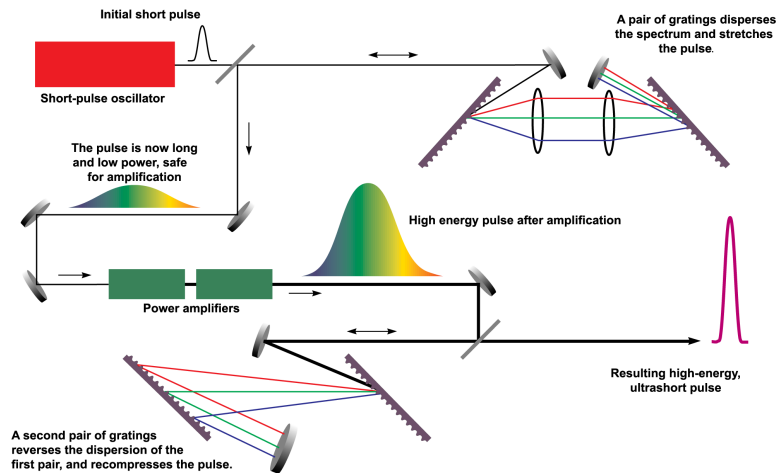 Initial short pulse
Short-pulse oscillator
A pair of gratings disperses
the spectrum and stretches
the pulse.
The pulse is now long
and low power, safe
for amplification
High energy pulse after amplification
Power amplifiers
Resulting high-energy,
ultrashort pulse
A second pair of gratings
reverses the dispersion of the
first pair, and recompresses the pulse.